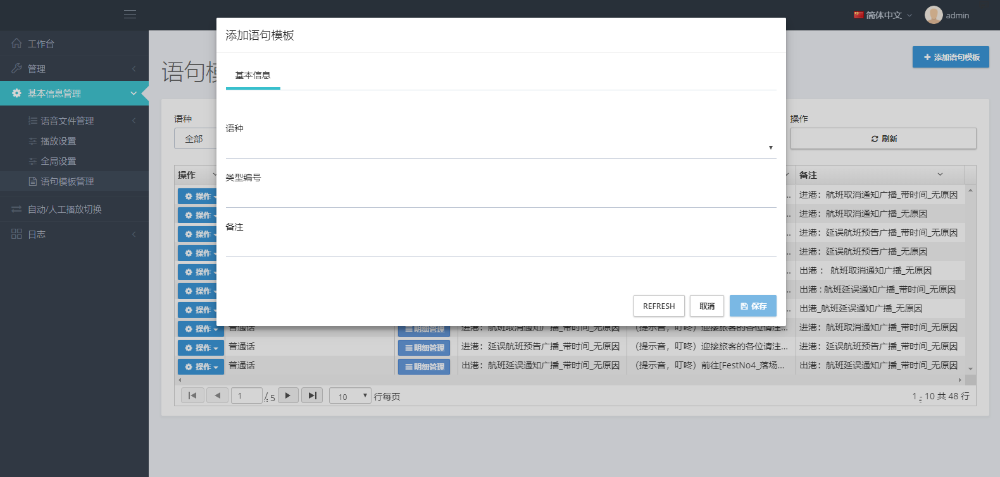 简体中文
admin
添加语句模板
工作台
管理
基本信息管理
语音文件管理
播放设置
全局设置
语句模板管理
自动/人工播放切换
日志
语句
添加语句模板
基本信息
语种
类型编号
备注
REFRESH
取消
保存
语种
全部
操作
刷新
操作
备注
操作 进港：航班取消通知广播_带时间_无原因
操作 进港：航班取消通知广播_无原因
操作 进港：延误航班预告广播_带时间_无原因
操作 进港：延误航班预告广播_无原因
操作 出港 ： 航班取消通知广播_无原因
操作 出港 : 航班延误通知广播_带时间_无原因
操作 出港_航班延误通知广播_无原因
操作 普通话 明细管理 进港：航班取消通知广播_带时间_无原因 （提示音，叮咚）迎接旅客的各位请注... 进港：航班取消通知广播_带时间_无原因
操作 普通话 明细管理 进港：延误航班预告广播_带时间_无原因 （提示音，叮咚）迎接旅客的各位请注... 进港：延误航班预告广播_带时间_无原因
操作 普通话 明细管理 出港：航班延误通知广播_带时间_无原因 （提示音，叮咚）前往[FestNo4_落场... 出港：航班延误通知广播_带时间_无原因
1 / 5 10 行每页 1 - 10 共 48 行